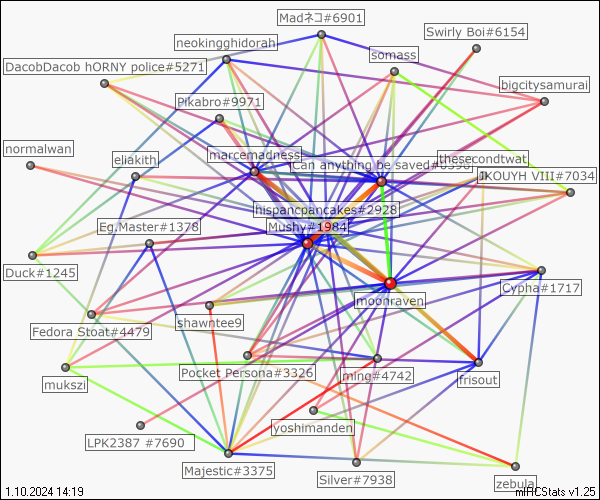 Madネコ#6901
Swirly Boi#6154
neokingghidorah
somass
DacobDacob hORNY police#5271
bigcitysamurai
Pikabro#9971
normalwan
marcemadness
thesecondtwat
eliakith
Can anything be saved?
JKOUYH VIII#7034
hispancpancakes#2928
Eg.Master#1378
Mushy#1984
Duck#1245
Cypha#1717
moonraven
shawntee9
Fedora Stoat#4479
Pocket Persona#3326
ming#4742
frisout
mukszi
yoshimanden
LPK2387 #7690
Majestic#3375
Silver#7938
zebula
1.10.2024 14:19
mIRCStats v1.25